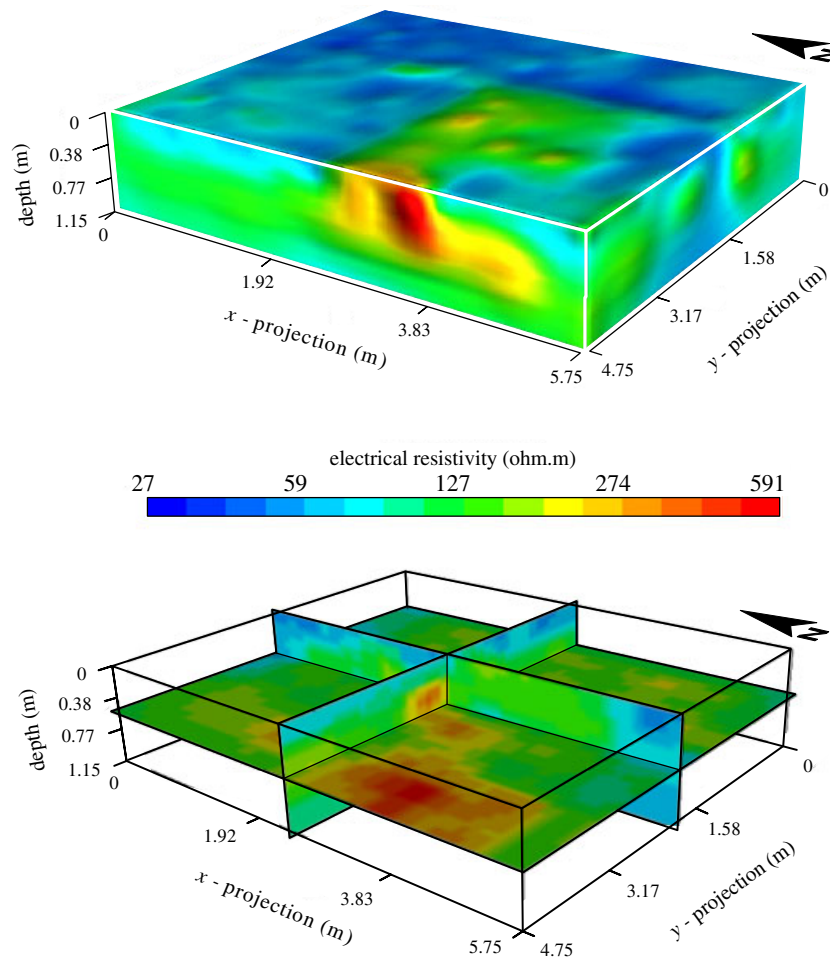 N
0
0.38
0.77
1.15
depth (m)
0
1.92
3.83
5.75
x - projection (m)
0
1.58
3.17
4.75
y - projection (m)
electrical resistivity (ohm.m)
27 59 127 274 591
N
0
0.38
0.77
1.15
depth (m)
0
1.92
3.83
5.75
x - projection (m)
0
1.58
3.17
4.75
y - projection (m)